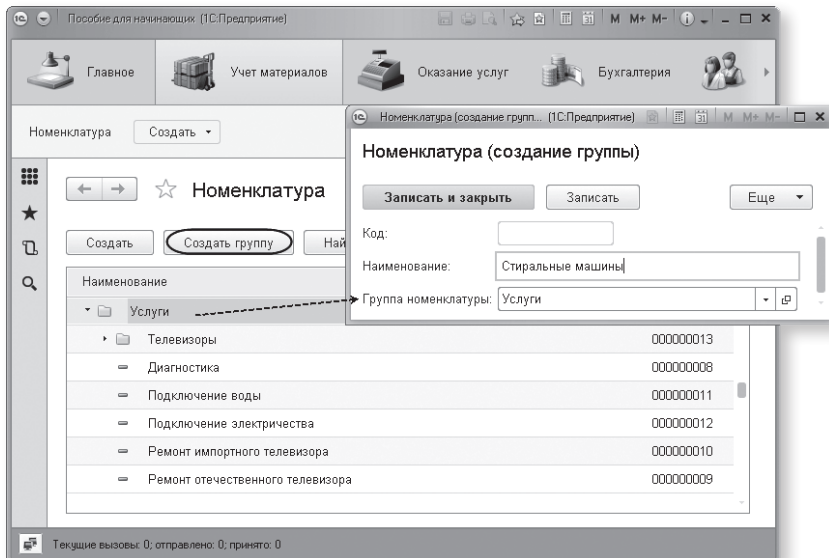 1С Пособие для начинающих (1С:Предприятие) M M+ M-
Главное Учет материалов Оказание услуг Бухгалтерия
Номенклатура Создать
1С Номенклатура (создание групп... (1С:Предприятие) M M+ M-
Номенклатура (создание группы)
Записать и закрыть Записать Еще
Код:
Наименование: Стиральные машины
Группа номенклатуры: Услуги
Номенклатура
Создать Создать группу Най
Наименование
Услуги
Телевизоры 000000013
Диагностика 000000008
Подключение воды 000000011
Подключение электричества 000000012
Ремонт импортного телевизора 000000010
Ремонт отечественного телевизора 000000009
Текущие вызовы: 0; отправлено: 0; принято: 0